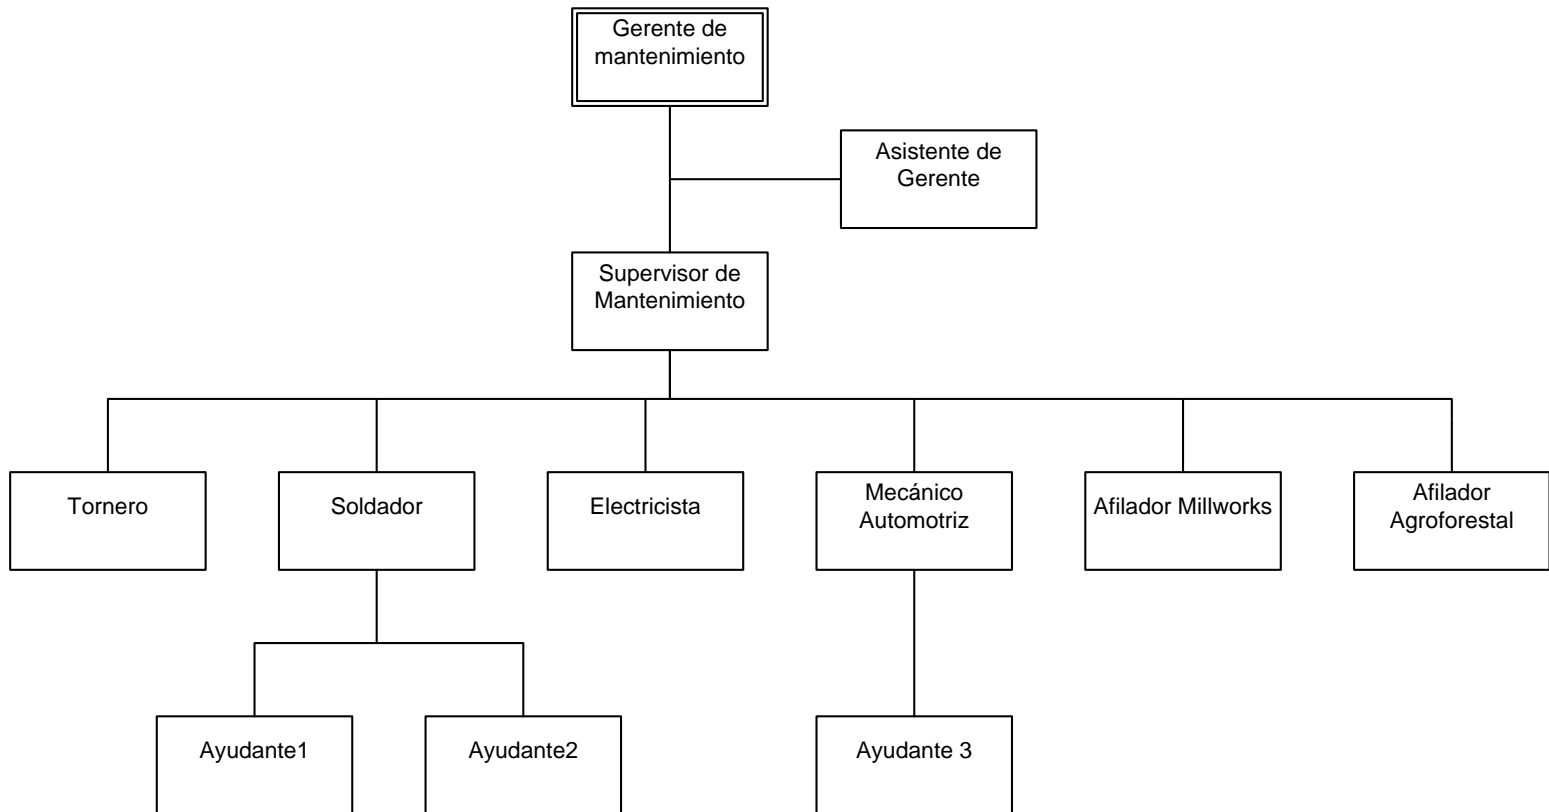 Gerente de
mantenimiento
Asistente de
Gerente
Supervisor de
Mantenimiento
Tornero
Soldador
Electricista
Mecánico
Automotriz
Afilador Millworks
Afilador
Agroforestal
Ayudante1
Ayudante2
Ayudante 3